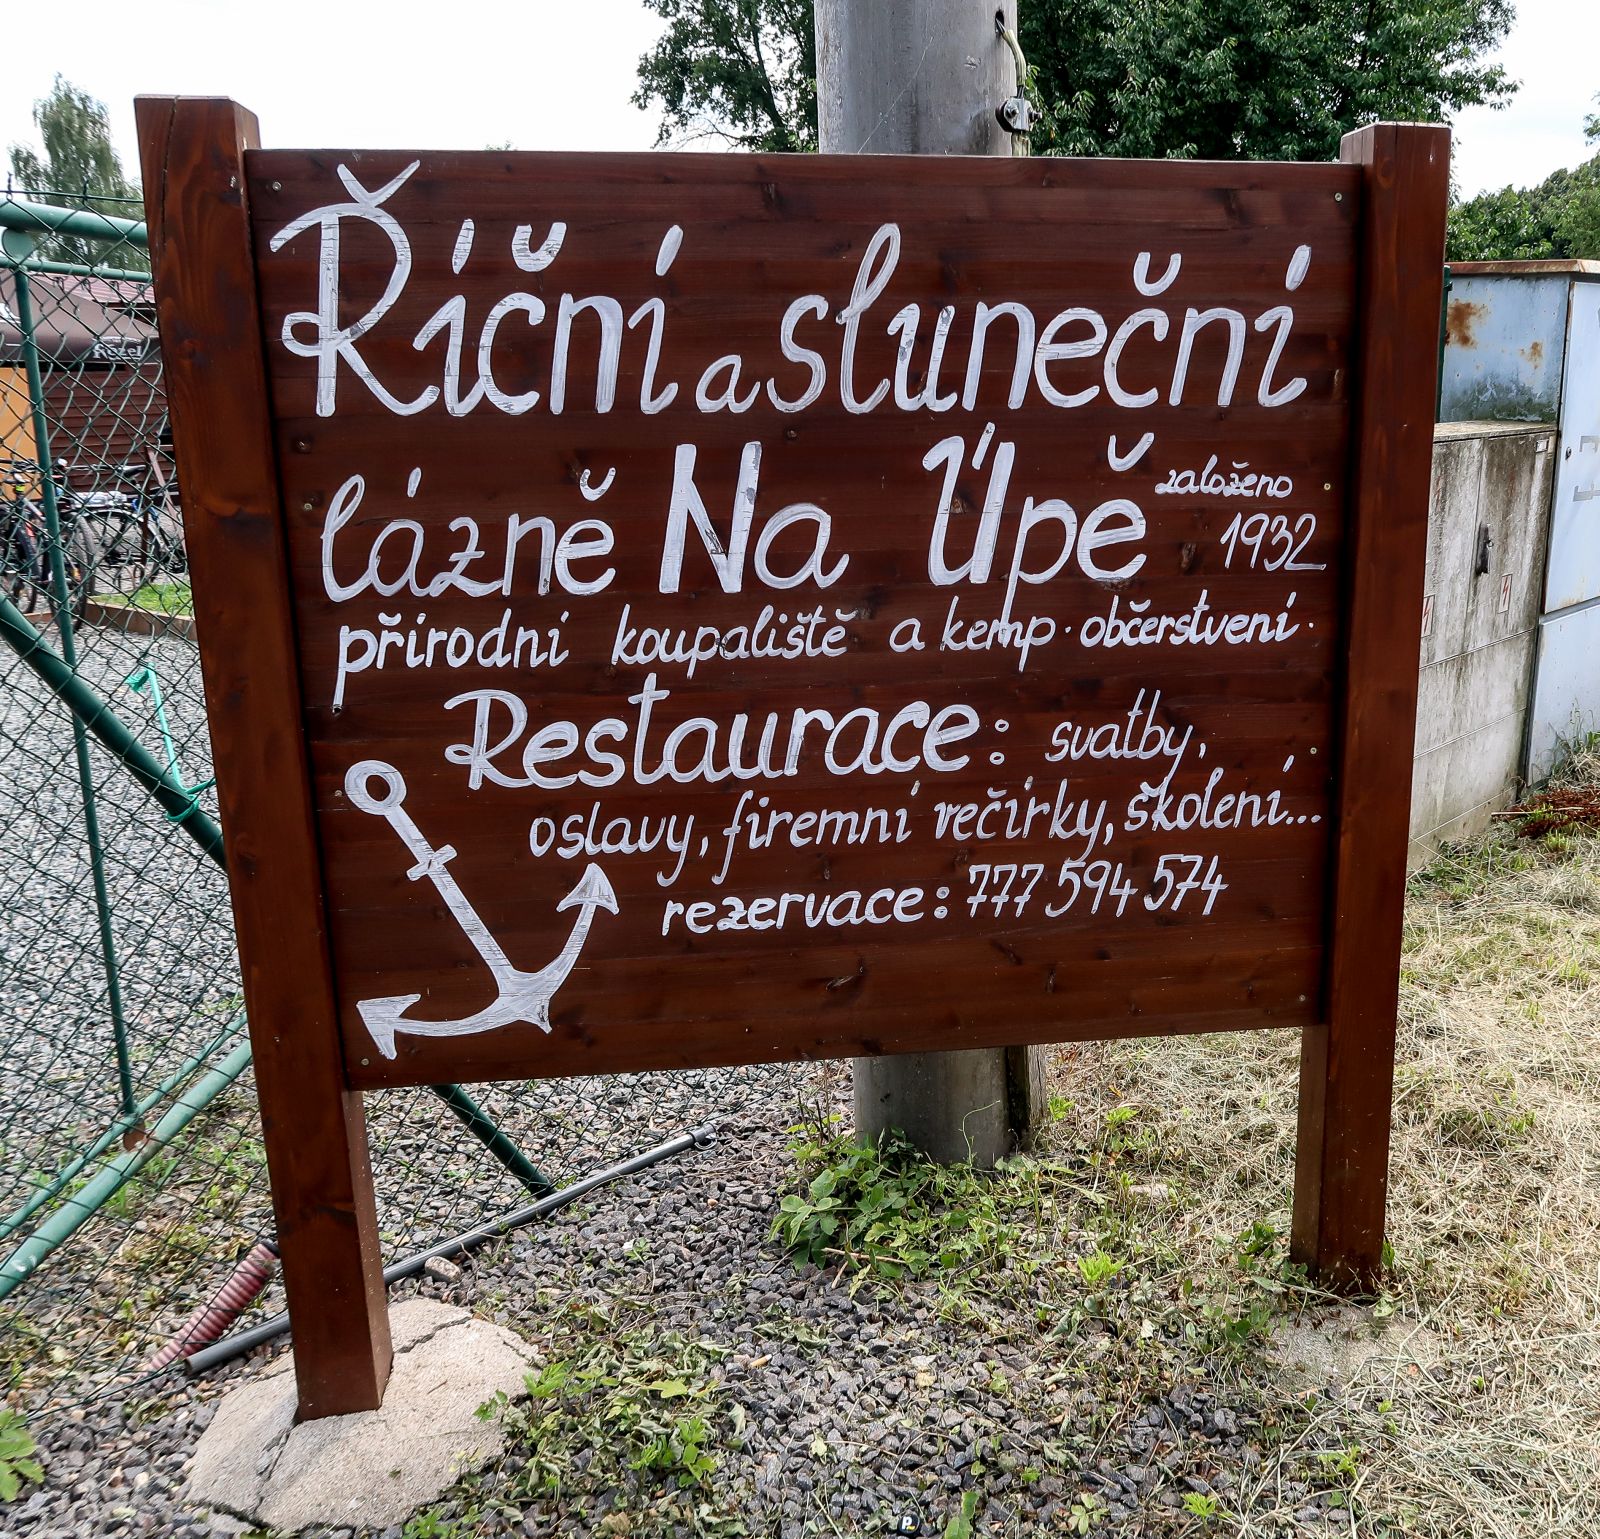 Říční a sluneční
lázně Na Úpě založeno
1932
přírodní koupaliště a kemp · občerstvení ·
Restaurace: svatby,
oslavy, firemní večírky, školení...
rezervace: 777 594 574
Kozel